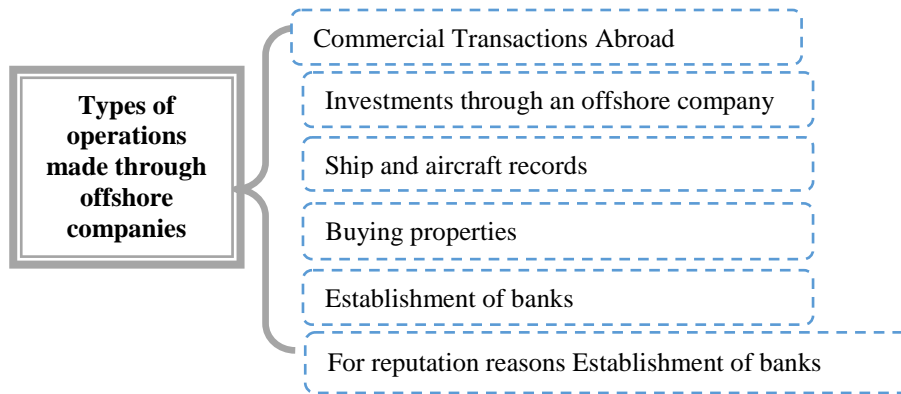 Types of
operations
made through
offshore
companies
Commercial Transactions Abroad
Investments through an offshore company
Ship and aircraft records
Buying properties
Establishment of banks
For reputation reasons Establishment of banks